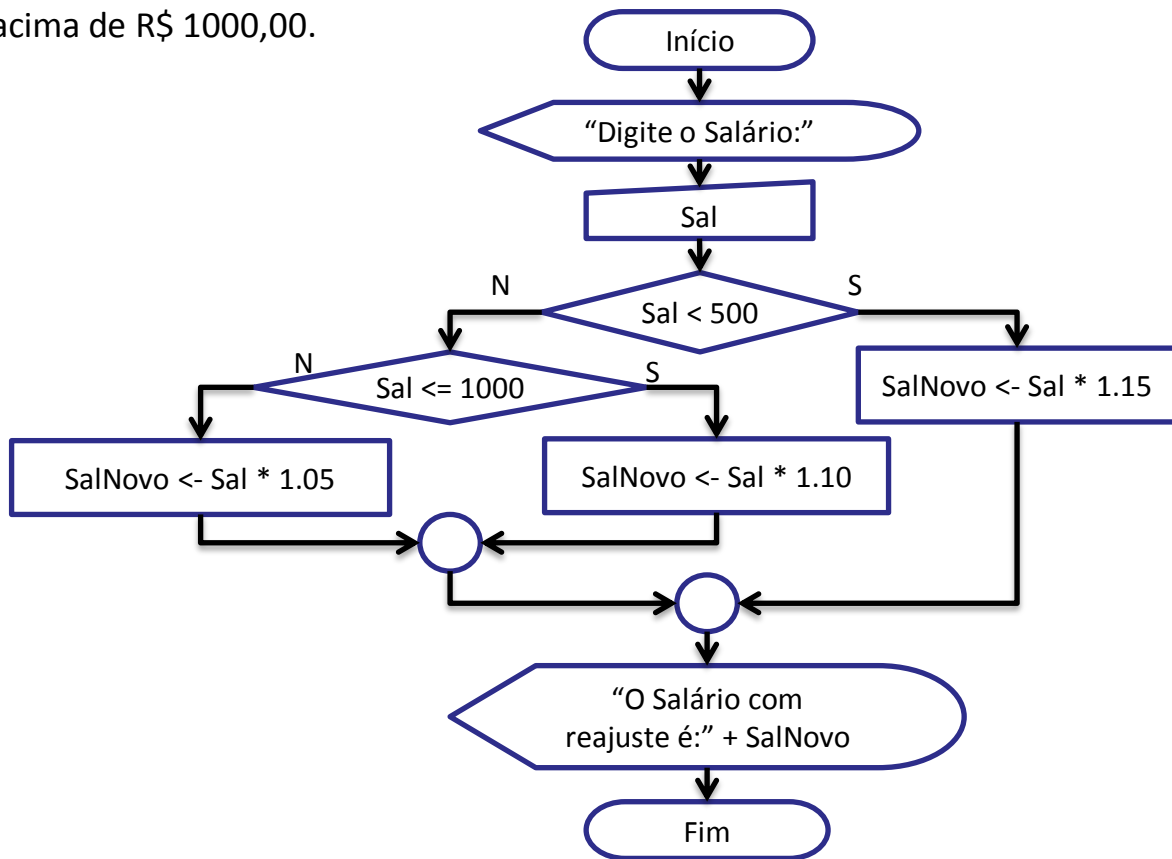 acima de R$ 1000,00.
Início
“Digite o Salário:”
Sal
N
S
Sal < 500
N
S
Sal <= 1000
SalNovo <- Sal * 1.15
SalNovo <- Sal * 1.05
SalNovo <- Sal * 1.10
“O Salário com
reajuste é:” + SalNovo
Fim